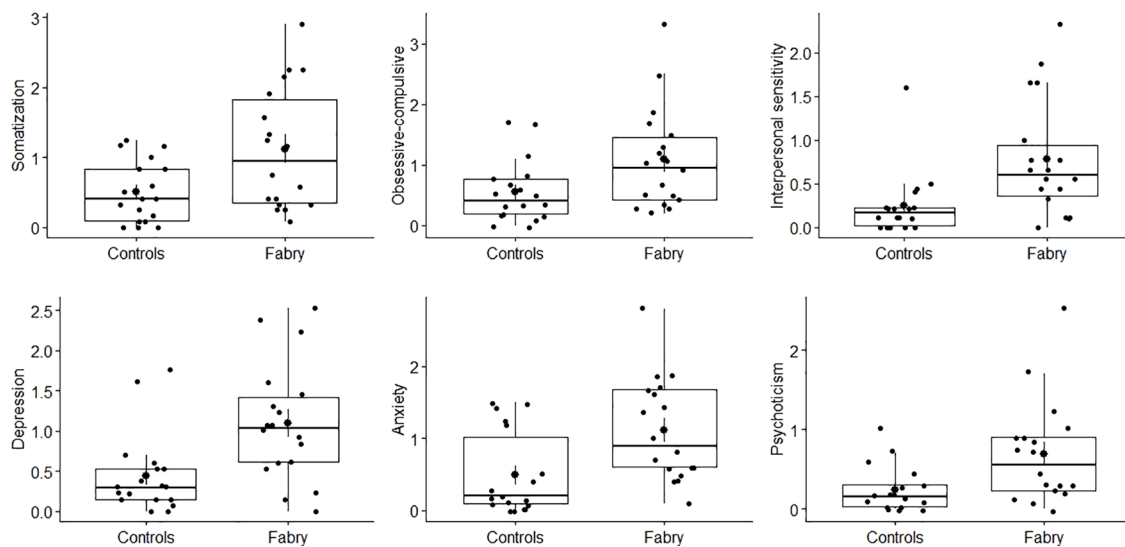 Somatization
3
2
1
0
Controls Fabry
Obsessive-compulsive
3
2
1
0
Controls Fabry
Interpersonal sensitivity
2.0
1.5
1.0
0.5
0.0
Controls Fabry
Depression
2.5
2.0
1.5
1.0
0.5
0.0
Controls Fabry
Anxiety
2
1
0
Controls Fabry
Psychoticism
2
1
0
Controls Fabry